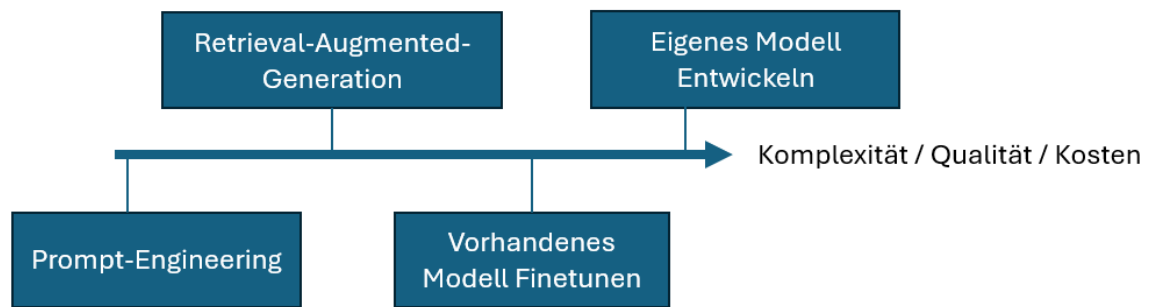 Retrieval-Augmented-
Generation
Eigenes Modell
Entwickeln
Komplexität / Qualität / Kosten
Prompt-Engineering
Vorhandenes
Modell Finetunen